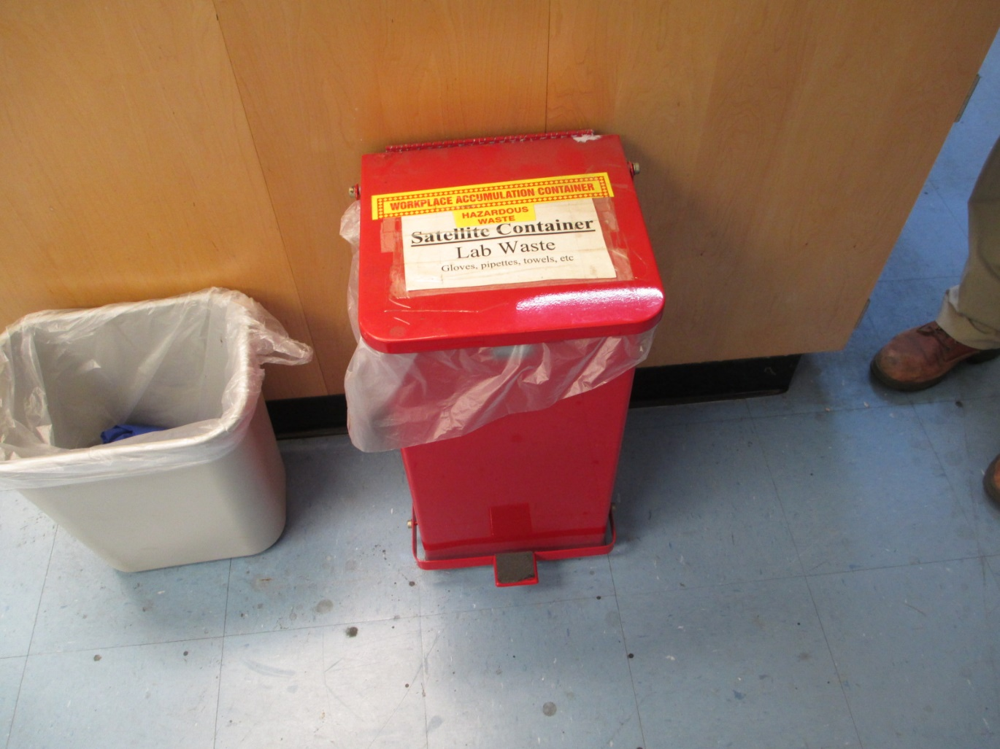 WORKPLACE ACCUMULATION CONTAINER
HAZARDOUS
WASTE
Satellite Container
Lab Waste
Gloves, pipettes, towels, etc